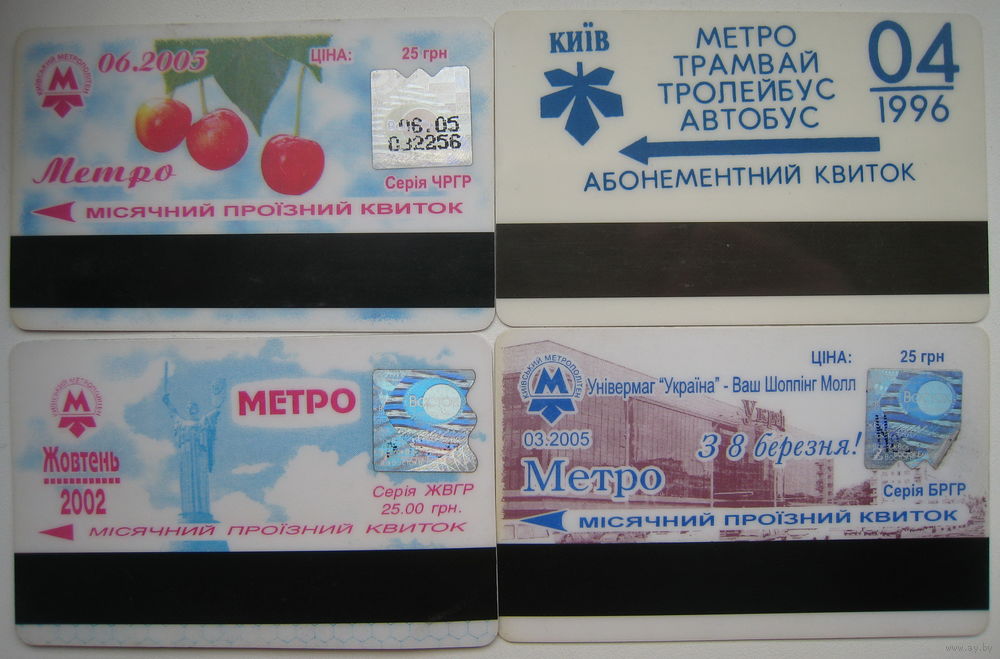 КИЇВСЬКИЙ МЕТРОПОЛІТЕН
М
06.2005
ЦІНА: 25 грн
06.05
032256
Метро
Серія ЧРГР
МІСЯЧНИЙ ПРОЇЗНИЙ КВИТОК
КИЇВ
МЕТРО
ТРАМВАЙ
ТРОЛЕЙБУС
АВТОБУС
04
1996
АБОНЕМЕНТНИЙ КВИТОК
КИЇВСЬКИЙ МЕТРОПОЛІТЕН
М
МЕТРО
Жовтень
2002
Серія ЖВГР
25.00 грн.
МІСЯЧНИЙ ПРОЇЗНИЙ КВИТОК
КИЇВСЬКИЙ МЕТРОПОЛІТЕН
М
ЦІНА: 25 грн
Універмаг "Україна" - Ваш Шоппінг Молл
03.2005
З 8 березня!
Метро
Серія БРГР
МІСЯЧНИЙ ПРОЇЗНИЙ КВИТОК
www.ay.by